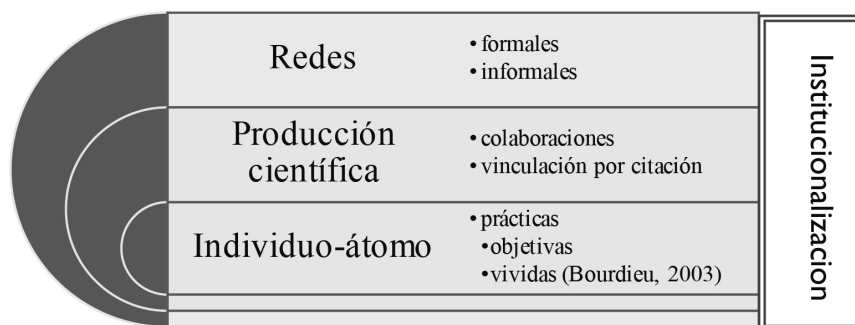 Redes
• formales
• informales
Producción
científica
• colaboraciones
• vinculación por citación
Individuo-átomo
• prácticas
• objetivas
• vividas (Bourdieu, 2003)
Institucionalizacion